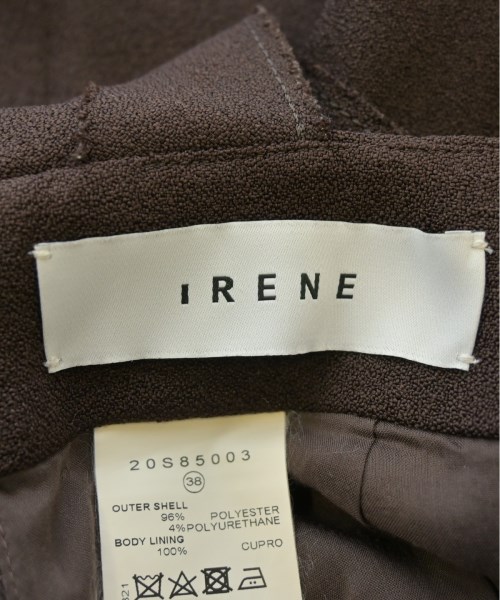 IRENE
20S85003
38
OUTER SHELL
96% POLYESTER
4% POLYURETHANE
BODY LINING
100% CUPRO